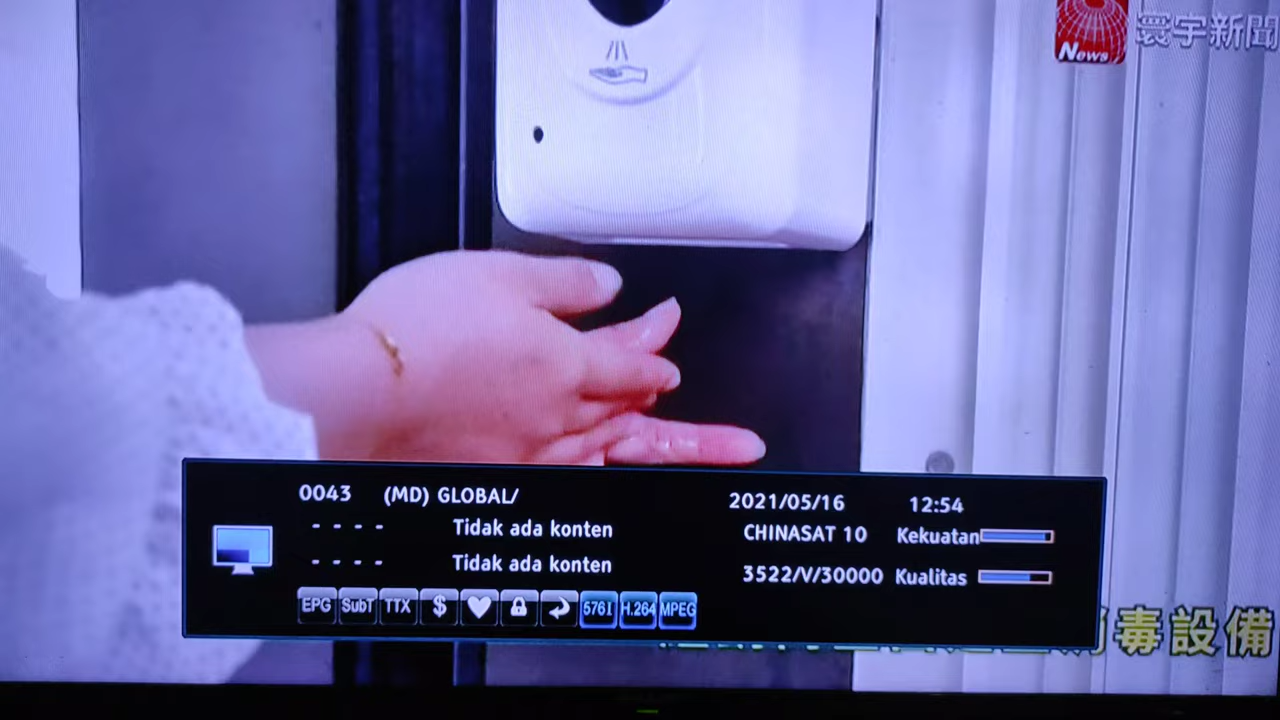 News 寰宇新聞
0043 (MD) GLOBAL/ 2021/05/16 12:54
- - - - Tidak ada konten CHINASAT 10 Kekuatan
- - - - Tidak ada konten 3522/V/30000 Kualitas
EPG SubT TTX $ 576I H.264 MPEG
毒設備